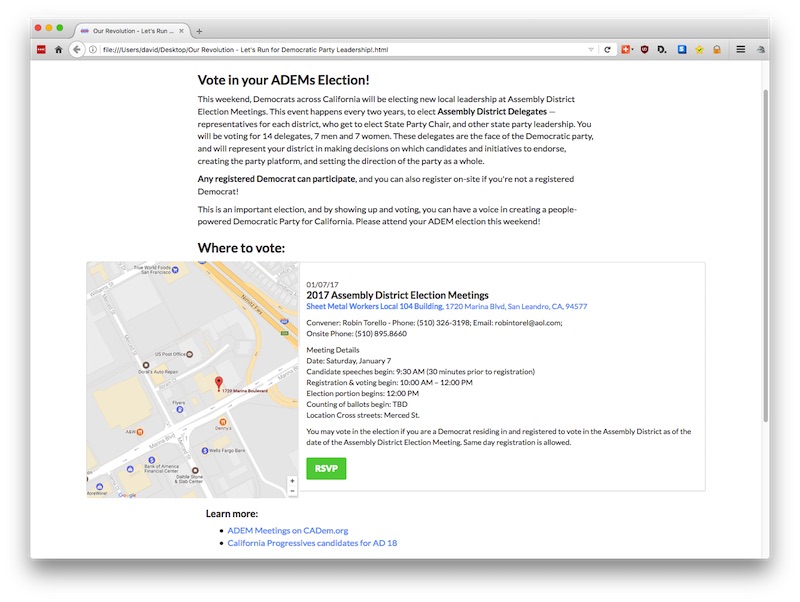 Our Revolution - Let's Run ...
file:///Users/david/Desktop/Our Revolution - Let's Run for Democratic Party Leadership!.html
Vote in your ADEMs Election!
This weekend, Democrats across California will be electing new local leadership at Assembly District
Election Meetings. This event happens every two years, to elect Assembly District Delegates —
representatives for each district, who get to elect State Party Chair, and other state party leadership. You
will be voting for 14 delegates, 7 men and 7 women. These delegates are the face of the Democratic party,
and will represent your district in making decisions on which candidates and initiatives to endorse,
creating the party platform, and setting the direction of the party as a whole.
Any registered Democrat can participate, and you can also register on-site if you're not a registered
Democrat!
This is an important election, and by showing up and voting, you can have a voice in creating a people-
powered Democratic Party for California. Please attend your ADEM election this weekend!
Where to vote:
True World Foods
San Francisco
Williams St
Nimitz Fwy
US Post Office
Doral's Auto Repair
1720 Marina Boulevard
Flyers
A&W
Denny's
Marina Blvd
Marina Blvd
Wells Fargo Bank
Bank of America
Financial Center
Daltile Stone
& Slab Center
Google
+
−
01/07/17
2017 Assembly District Election Meetings
Sheet Metal Workers Local 104 Building, 1720 Marina Blvd, San Leandro, CA, 94577
Convener: Robin Torello - Phone: (510) 326-3198; Email: robintorel@aol.com;
Onsite Phone: (510) 895.8660
Meeting Details
Date: Saturday, January 7
Candidate speeches begin: 9:30 AM (30 minutes prior to registration)
Registration & voting begin: 10:00 AM – 12:00 PM
Election portion begins: 12:00 PM
Counting of ballots begin: TBD
Location Cross streets: Merced St.
You may vote in the election if you are a Democrat residing in and registered to vote in the Assembly District as of the
date of the Assembly District Election Meeting. Same day registration is allowed.
RSVP
Learn more:
ADEM Meetings on CADem.org
California Progressives candidates for AD 18